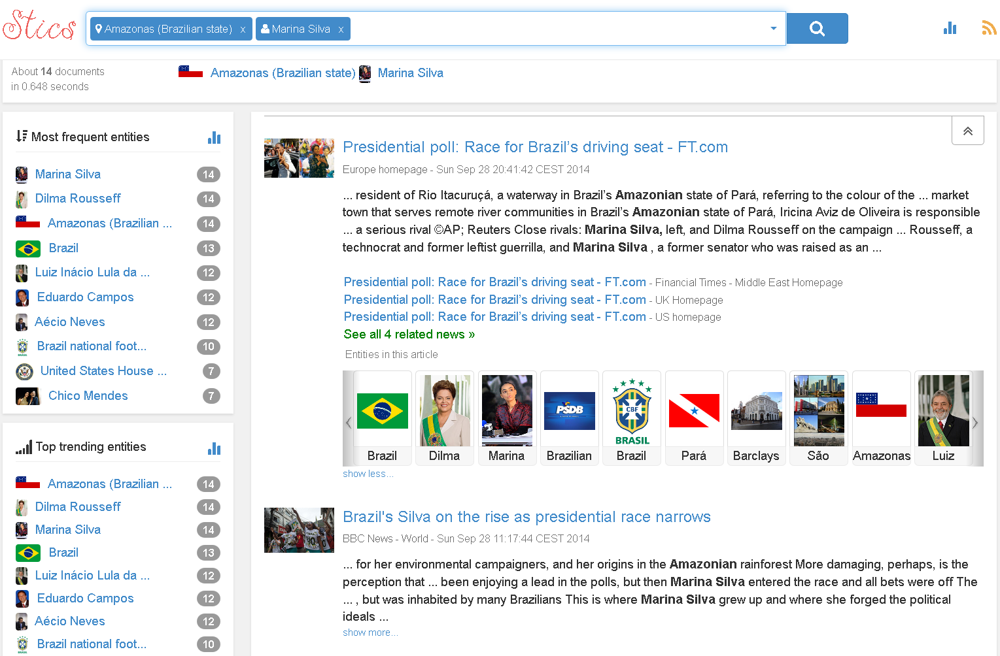 Stics
Amazonas (Brazilian state) x Marina Silva x
About 14 documents
in 0.648 seconds
Amazonas (Brazilian state) Marina Silva
Most frequent entities
Marina Silva 14
Dilma Rousseff 14
Amazonas (Brazilian ... 14
Brazil 13
Luiz Inácio Lula da ... 12
Eduardo Campos 12
Aécio Neves 12
Brazil national foot... 10
United States House ... 7
Chico Mendes 7
Top trending entities
Amazonas (Brazilian ... 14
Dilma Rousseff 14
Marina Silva 14
Brazil 13
Luiz Inácio Lula da ... 12
Eduardo Campos 12
Aécio Neves 12
Brazil national foot... 10
Presidential poll: Race for Brazil’s driving seat - FT.com
Europe homepage - Sun Sep 28 20:41:42 CEST 2014
... resident of Rio Itacuruçá, a waterway in Brazil’s Amazonian state of Pará, referring to the colour of the ... market
town that serves remote river communities in Brazil’s Amazonian state of Pará, Iricina Aviz de Oliveira is responsible
... a serious rival ©AP; Reuters Close rivals: Marina Silva, left, and Dilma Rousseff on the campaign ... Rousseff, a
technocrat and former leftist guerrilla, and Marina Silva , a former senator who was raised as an ...
Presidential poll: Race for Brazil’s driving seat - FT.com - Financial Times - Middle East Homepage
Presidential poll: Race for Brazil’s driving seat - FT.com - UK Homepage
Presidential poll: Race for Brazil’s driving seat - FT.com - US homepage
See all 4 related news »
Entities in this article
PSDB
CBF
BRASIL
Brazil Dilma Marina Brazilian Brazil Pará Barclays São Amazonas Luiz
show less...
Brazil's Silva on the rise as presidential race narrows
BBC News - World - Sun Sep 28 11:17:44 CEST 2014
... for her environmental campaigners, and her origins in the Amazonian rainforest More damaging, perhaps, is the
perception that ... been enjoying a lead in the polls, but then Marina Silva entered the race and all bets were off The
... , but was inhabited by many Brazilians This is where Marina Silva grew up and where she forged the political
ideals ...
show more...